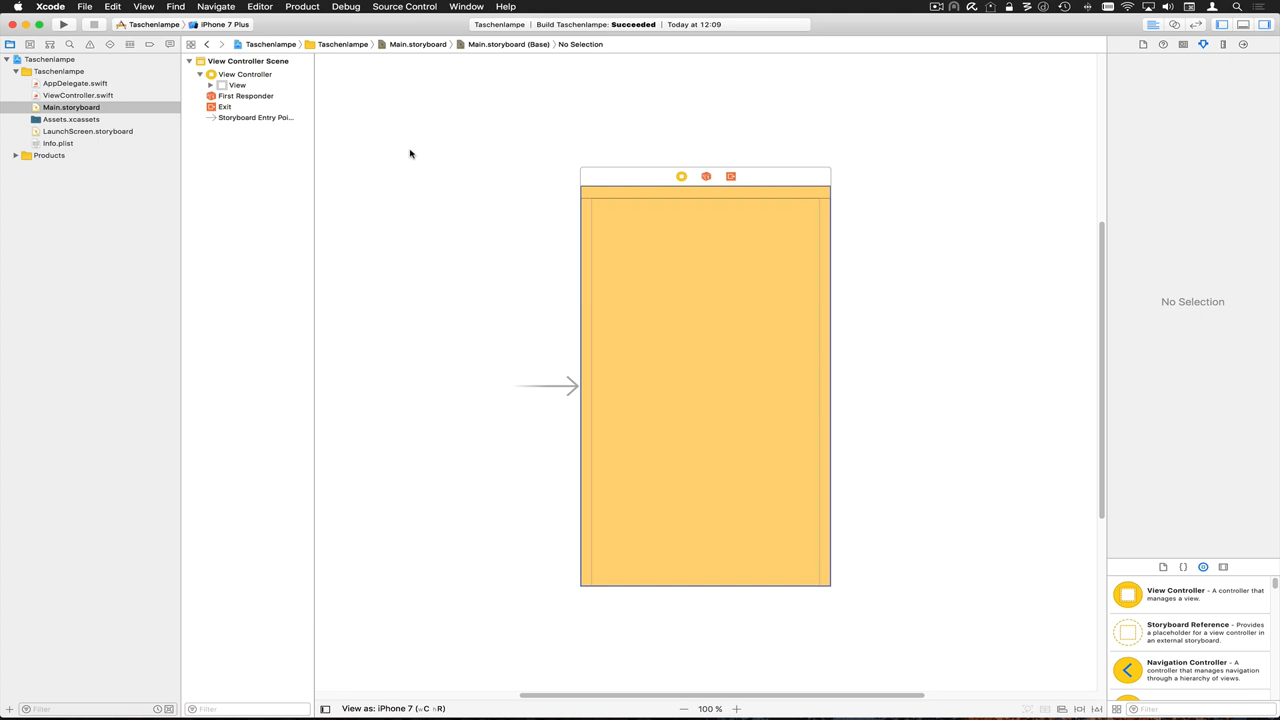 Xcode File Edit View Find Navigate Editor Product Debug Source Control Window Help
Taschenlampe iPhone 7 Plus
Taschenlampe Build Taschenlampe: Succeeded Today at 12:09
Taschenlampe Taschenlampe Main.storyboard Main.storyboard (Base) No Selection
Taschenlampe
Taschenlampe
AppDelegate.swift
ViewController.swift
Main.storyboard
Assets.xcassets
LaunchScreen.storyboard
Info.plist
Products
View Controller Scene
View Controller
View
First Responder
Exit
Storyboard Entry Poi...
No Selection
View Controller - A controller that
manages a view.
Storyboard Reference - Provides
a placeholder for a view controller in
an external storyboard.
Navigation Controller - A
controller that manages navigation
through a hierarchy of views.
Filter
Filter
View as: iPhone 7 (wC hR)
100 %
Filter